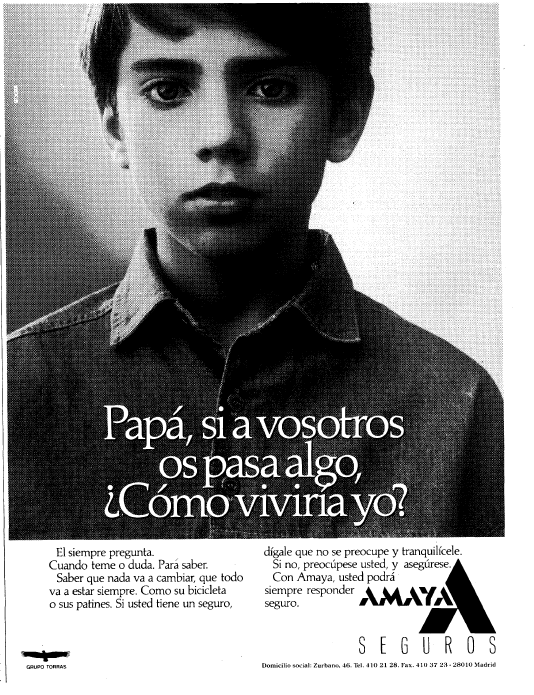 Papá, si a vosotros
os pasa algo,
¿Cómo viviría yo?
El siempre pregunta.
Cuando teme o duda. Pará saber.
Saber que nada va a cambiar, que todo
va a estar siempre. Como su bicicleta
o sus patines. Si usted tiene un seguro,
dígale que no se preocupe y tranquilícele.
Si no, preocúpese usted, y asegúrese.
Con Amaya, usted podrá
siempre responder
seguro.
AMAYA
SEGUROS
GRUPO TORRAS
Domicilio social: Zurbano, 46. Tel. 410 21 28. Fax. 410 37 23 - 28010 Madrid